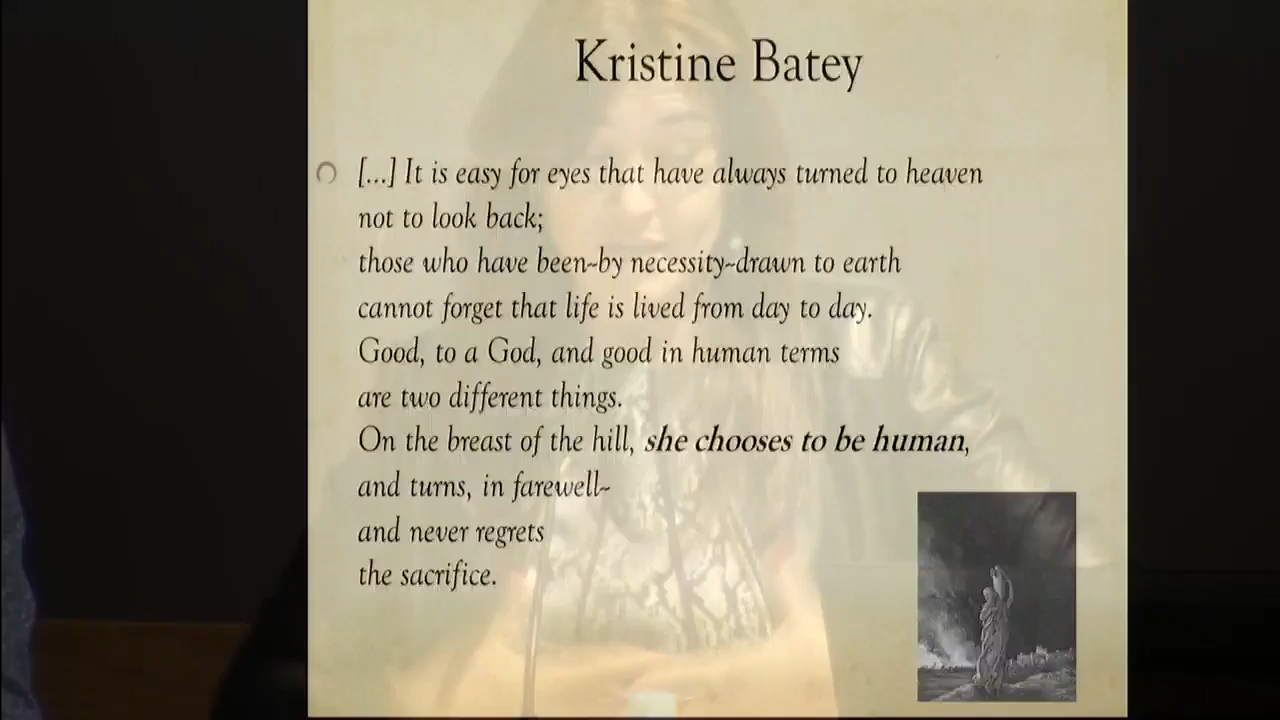 Kristine Batey
[...] It is easy for eyes that have always turned to heaven
not to look back;
those who have been~by necessity~drawn to earth
cannot forget that life is lived from day to day.
Good, to a God, and good in human terms
are two different things.
On the breast of the hill, she chooses to be human,
and turns, in farewell~
and never regrets
the sacrifice.